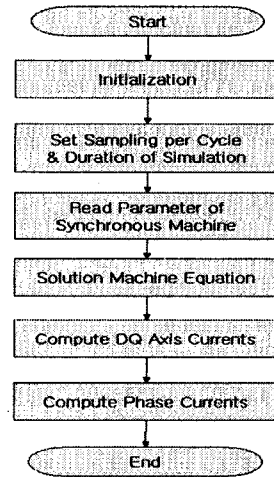 Start
Initialization
Set Sampling per Cycle
& Duration of Simulation
Read Parameter of
Synchronous Machine
Solution Machine Equation
Compute DQ Axis Currents
Compute Phase Currents
End